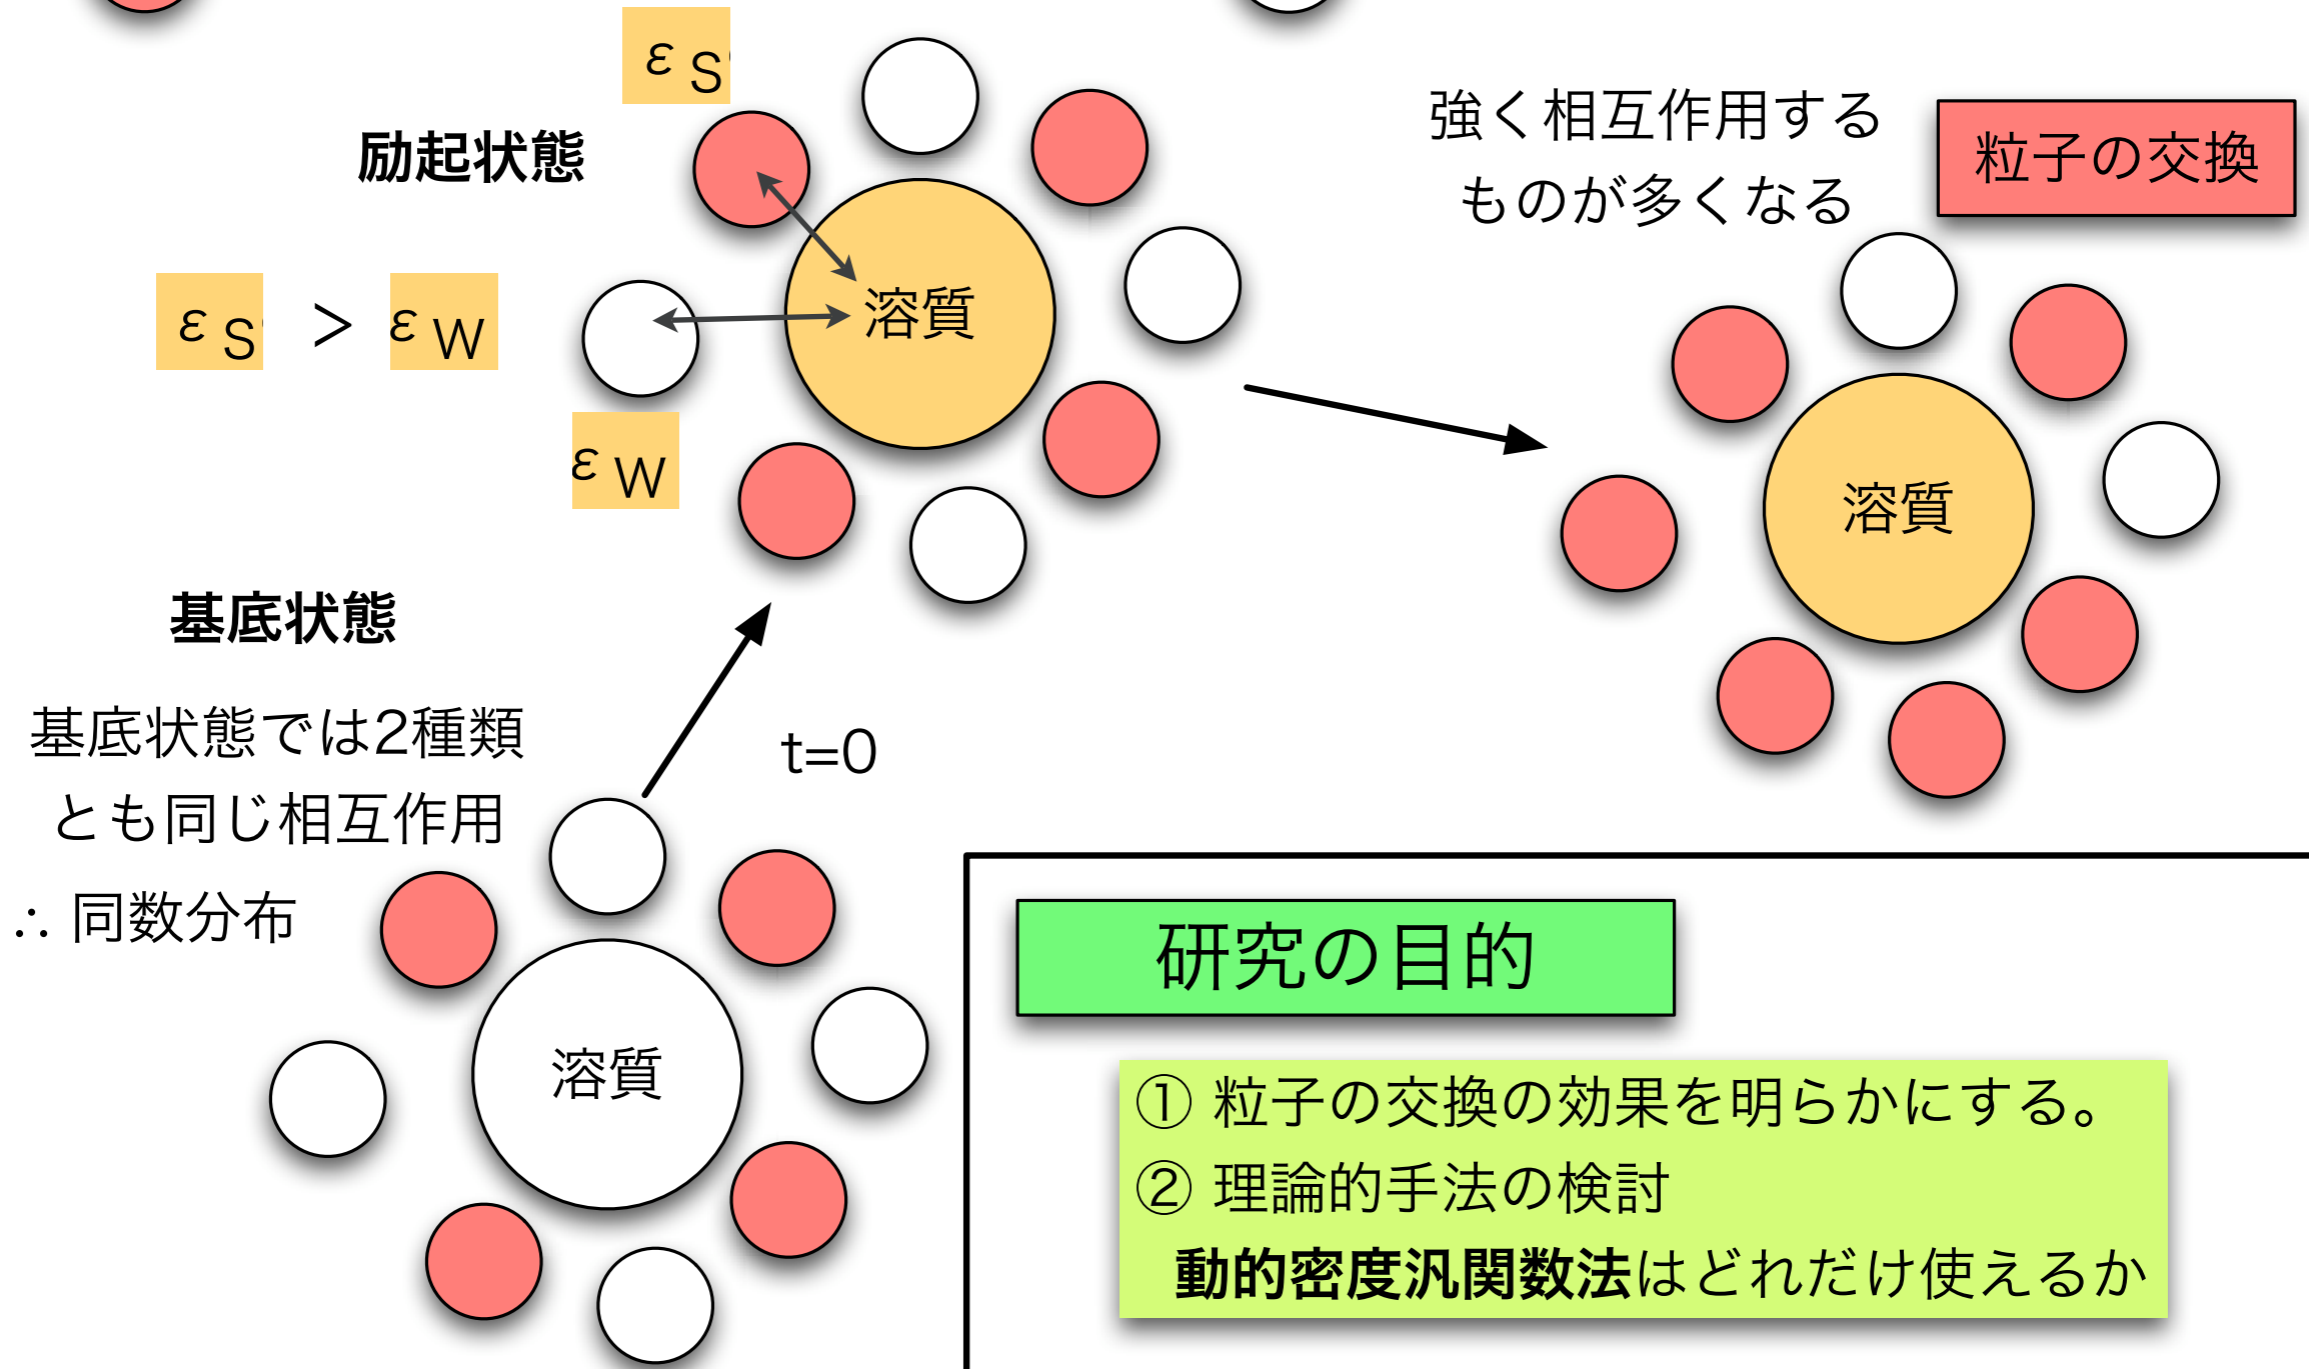 εS
励起状態
強く相互作用する
ものが多くなる
粒子の交換
溶質
εS > εW
εW
溶質
基底状態
基底状態では2種類
とも同じ相互作用
∴ 同数分布
t=0
溶質
研究の目的
① 粒子の交換の効果を明らかにする。
② 理論的手法の検討
動的密度汎関数法はどれだけ使えるか